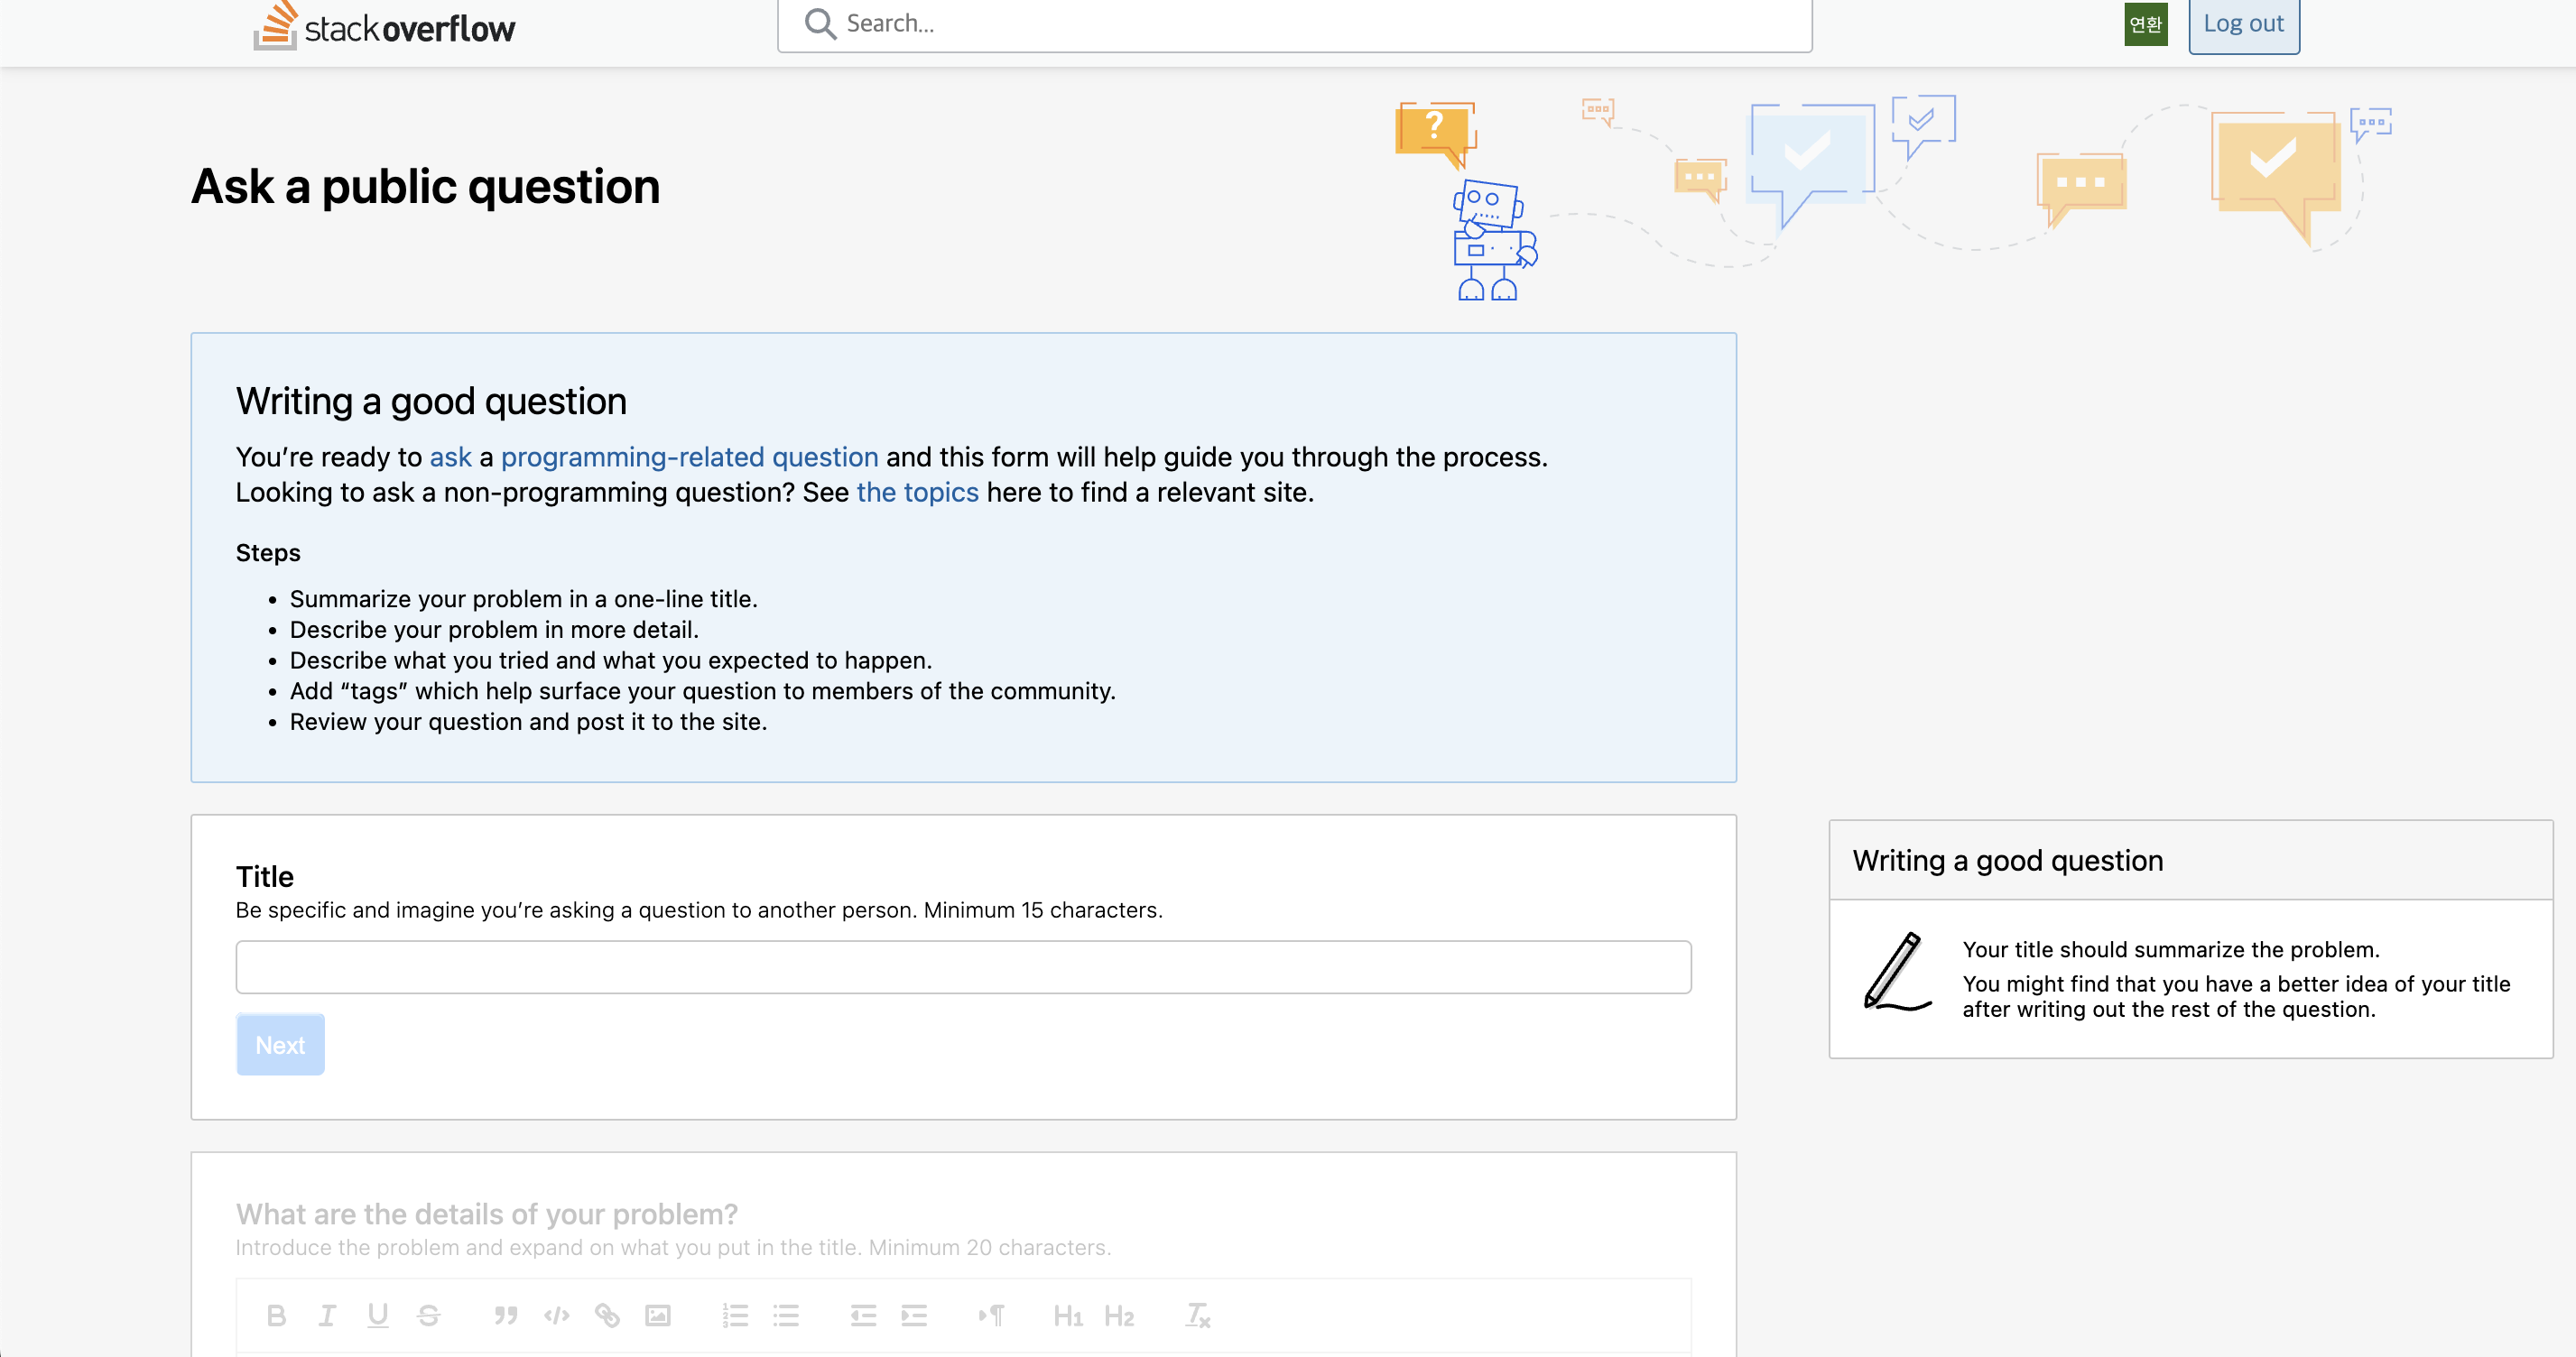 stackoverflow
Search...
연환
Log out
?
Ask a public question
Writing a good question
You’re ready to ask a programming-related question and this form will help guide you through the process.
Looking to ask a non-programming question? See the topics here to find a relevant site.
Steps
• Summarize your problem in a one-line title.
• Describe your problem in more detail.
• Describe what you tried and what you expected to happen.
• Add “tags” which help surface your question to members of the community.
• Review your question and post it to the site.
Title
Be specific and imagine you’re asking a question to another person. Minimum 15 characters.
Next
Writing a good question
Your title should summarize the problem.
You might find that you have a better idea of your title
after writing out the rest of the question.
What are the details of your problem?
Introduce the problem and expand on what you put in the title. Minimum 20 characters.
B I U S ” </> H1 H2 Tx